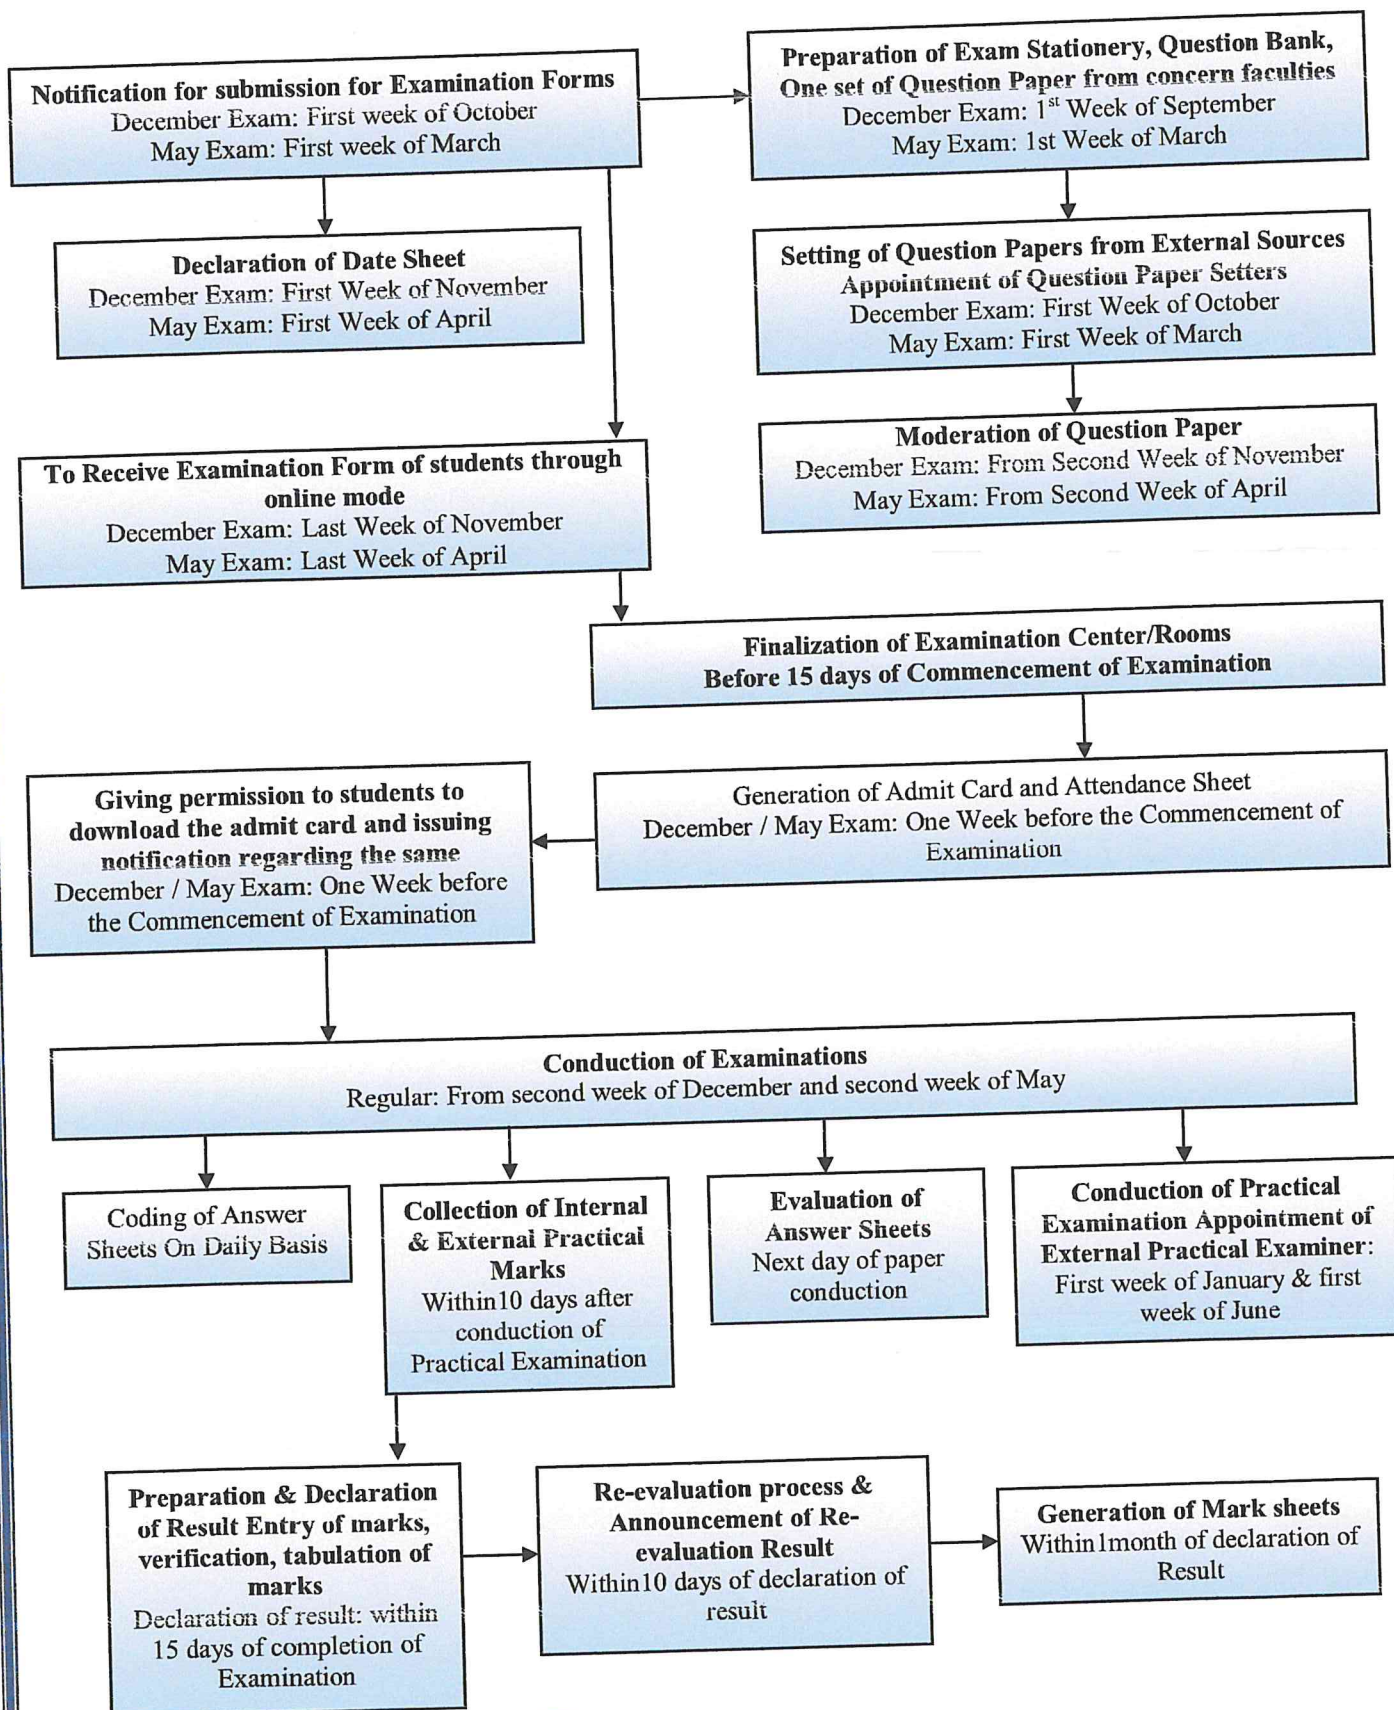 Notification for submission for Examination Forms
December Exam: First week of October
May Exam: First week of March
Preparation of Exam Stationery, Question Bank,
One set of Question Paper from concern faculties
December Exam: 1st Week of September
May Exam: 1st Week of March
Declaration of Date Sheet
December Exam: First Week of November
May Exam: First Week of April
Setting of Question Papers from External Sources
Appointment of Question Paper Setters
December Exam: First Week of October
May Exam: First Week of March
Moderation of Question Paper
December Exam: From Second Week of November
May Exam: From Second Week of April
To Receive Examination Form of students through
online mode
December Exam: Last Week of November
May Exam: Last Week of April
Finalization of Examination Center/Rooms
Before 15 days of Commencement of Examination
Generation of Admit Card and Attendance Sheet
December / May Exam: One Week before the Commencement of
Examination
Giving permission to students to
download the admit card and issuing
notification regarding the same
December / May Exam: One Week before
the Commencement of Examination
Conduction of Examinations
Regular: From second week of December and second week of May
Coding of Answer
Sheets On Daily Basis
Collection of Internal
& External Practical
Marks
Within10 days after
conduction of
Practical Examination
Evaluation of
Answer Sheets
Next day of paper
conduction
Conduction of Practical
Examination Appointment of
External Practical Examiner:
First week of January & first
week of June
Preparation & Declaration
of Result Entry of marks,
verification, tabulation of
marks
Declaration of result: within
15 days of completion of
Examination
Re-evaluation process &
Announcement of Re-
evaluation Result
Within10 days of declaration of
result
Generation of Mark sheets
Within1month of declaration of
Result